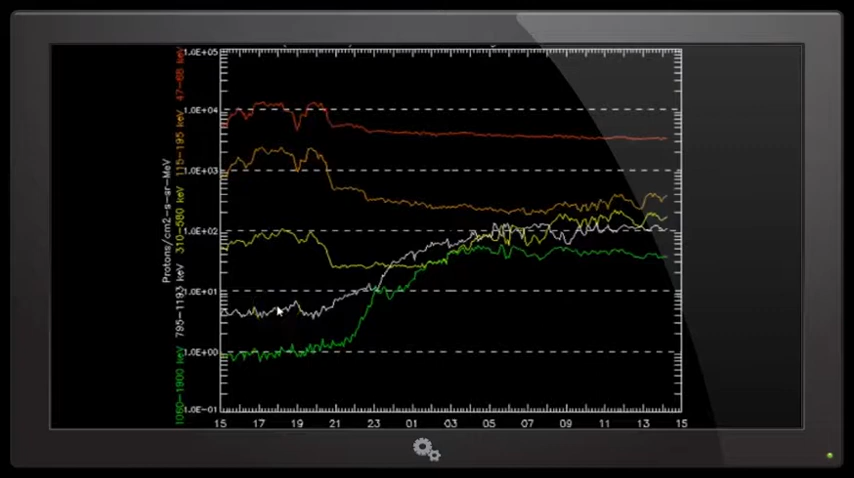 1.0E+05
1.0E+04
1.0E+03
1.0E+02
1.0E+01
1.0E+00
1.0E-01
Protons/cm2-s-sr-MeV
47-68 keV
115-195 keV
310-580 keV
795-1193 keV
1060-1900 keV
15 17 19 21 23 01 03 05 07 09 11 13 15